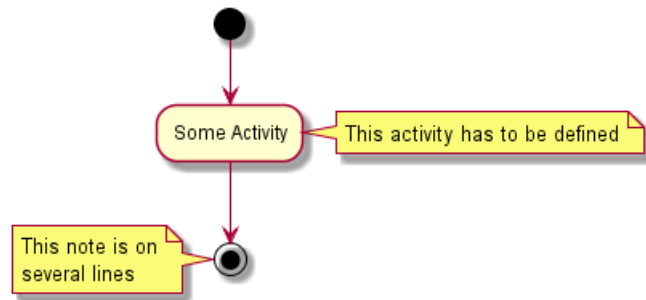 Some Activity
This activity has to be defined
This note is on
several lines